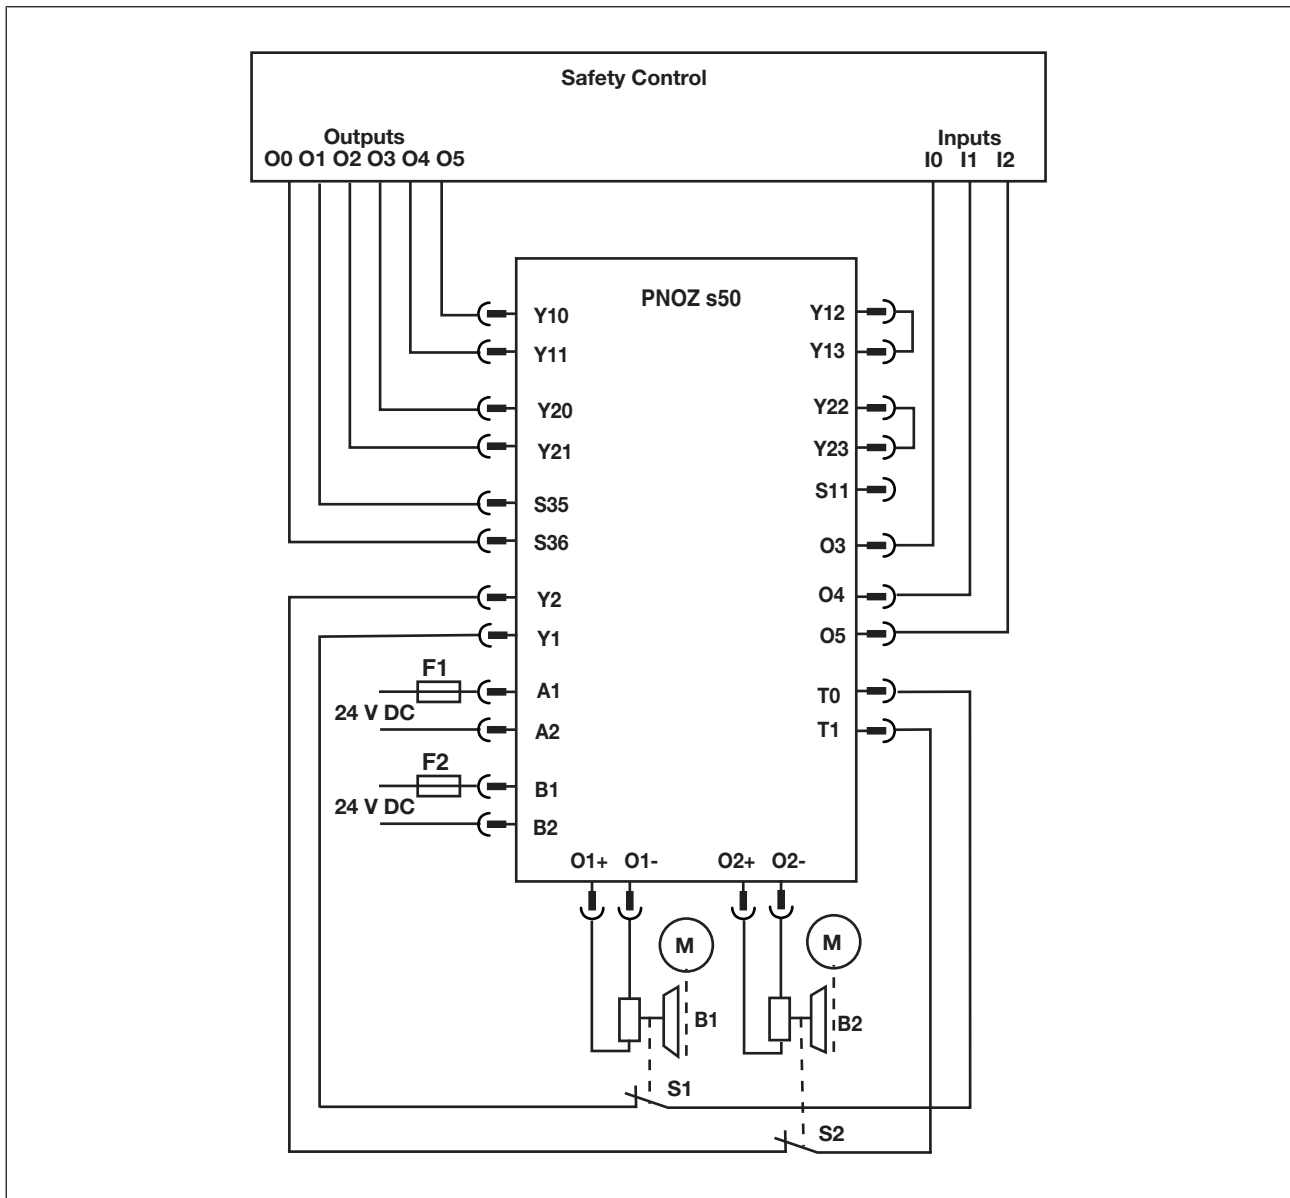 Safety Control
Outputs
Inputs
O0 O1 O2 O3 O4 O5
I0 I1 I2
PNOZ s50
Y10
Y12
Y11
Y13
Y20
Y22
Y21
Y23
S35
S11
S36
O3
Y2
O4
Y1
O5
F1
A1
T0
24 V DC
A2
T1
F2
B1
24 V DC
B2
O1+ O1- O2+ O2-
M
M
B1
B2
S1
S2